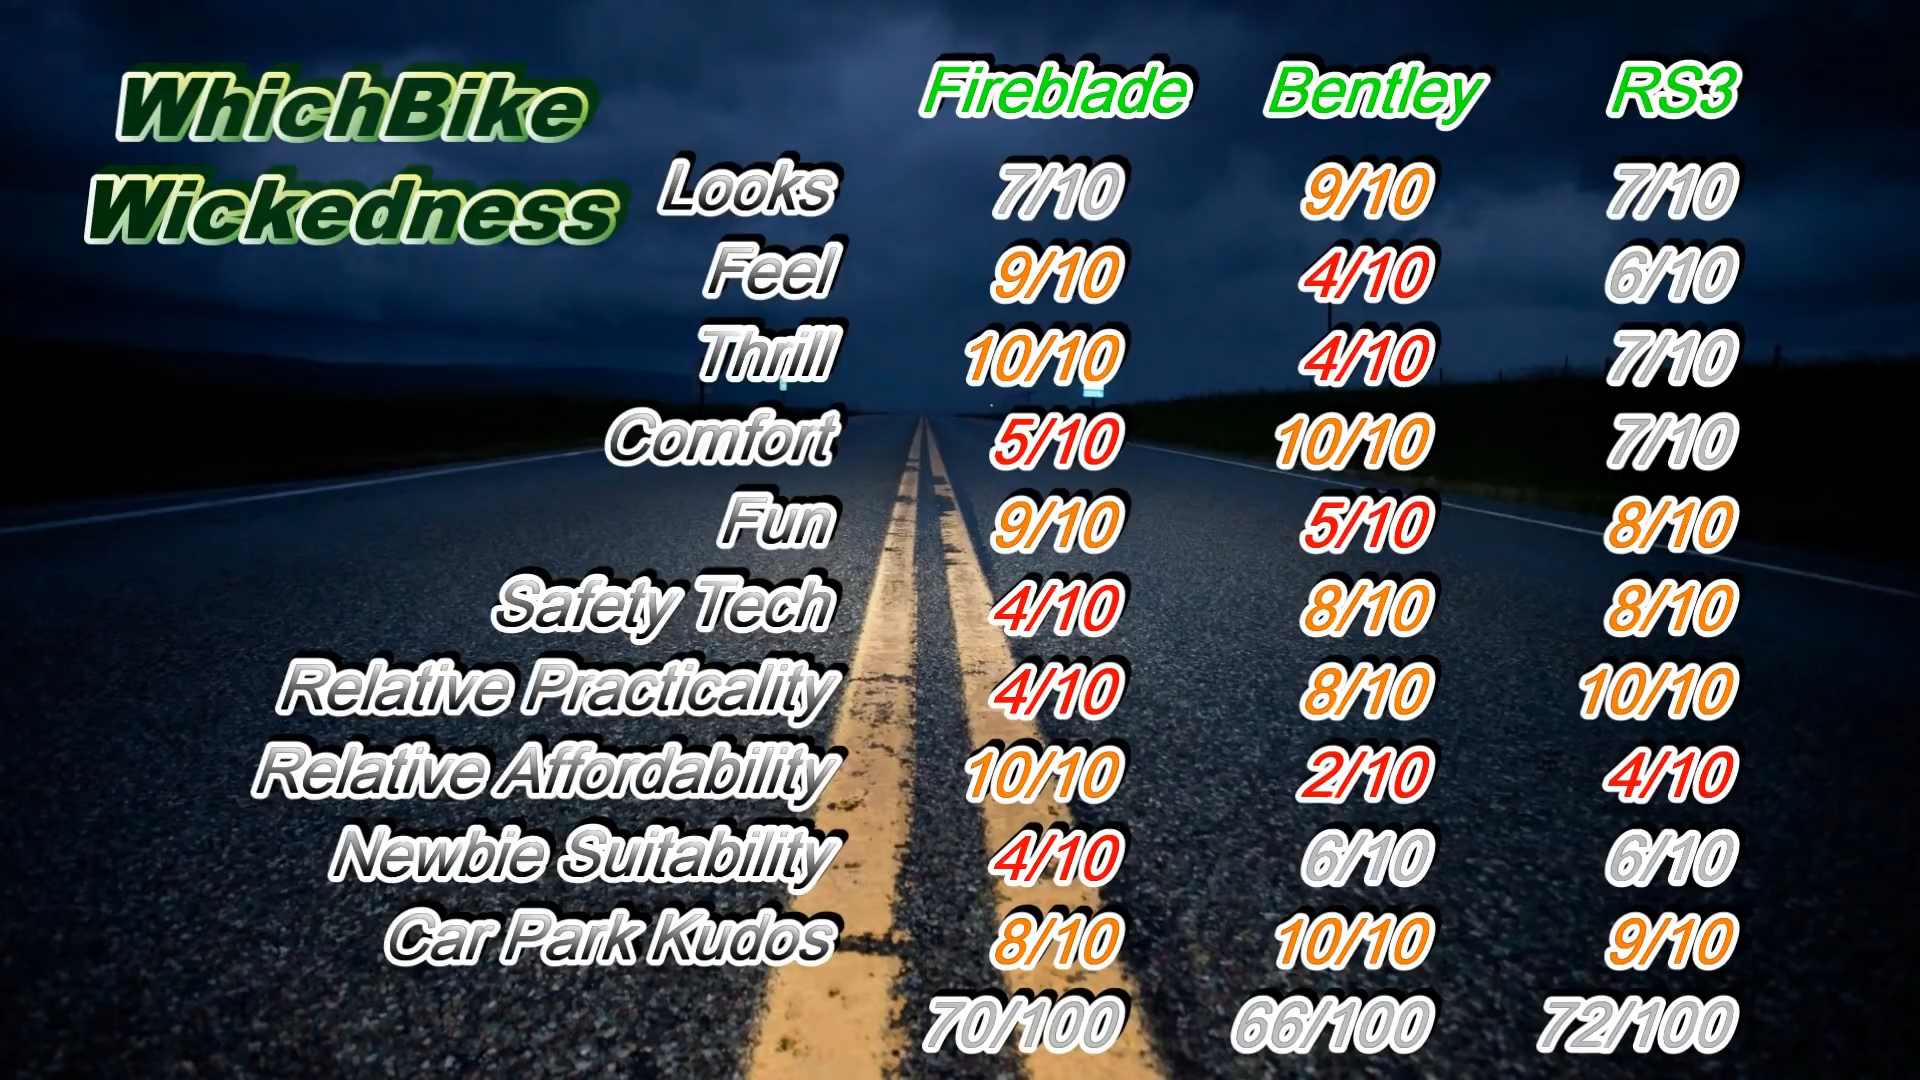 WhichBike
Wickedness
Fireblade Bentley RS3
Looks 7/10 9/10 7/10
Feel 9/10 4/10 6/10
Thrill 10/10 4/10 7/10
Comfort 5/10 10/10 7/10
Fun 9/10 5/10 8/10
Safety Tech 4/10 8/10 8/10
Relative Practicality 4/10 8/10 10/10
Relative Affordability 10/10 2/10 4/10
Newbie Suitability 4/10 6/10 6/10
Car Park Kudos 8/10 10/10 9/10
70/100 66/100 72/100